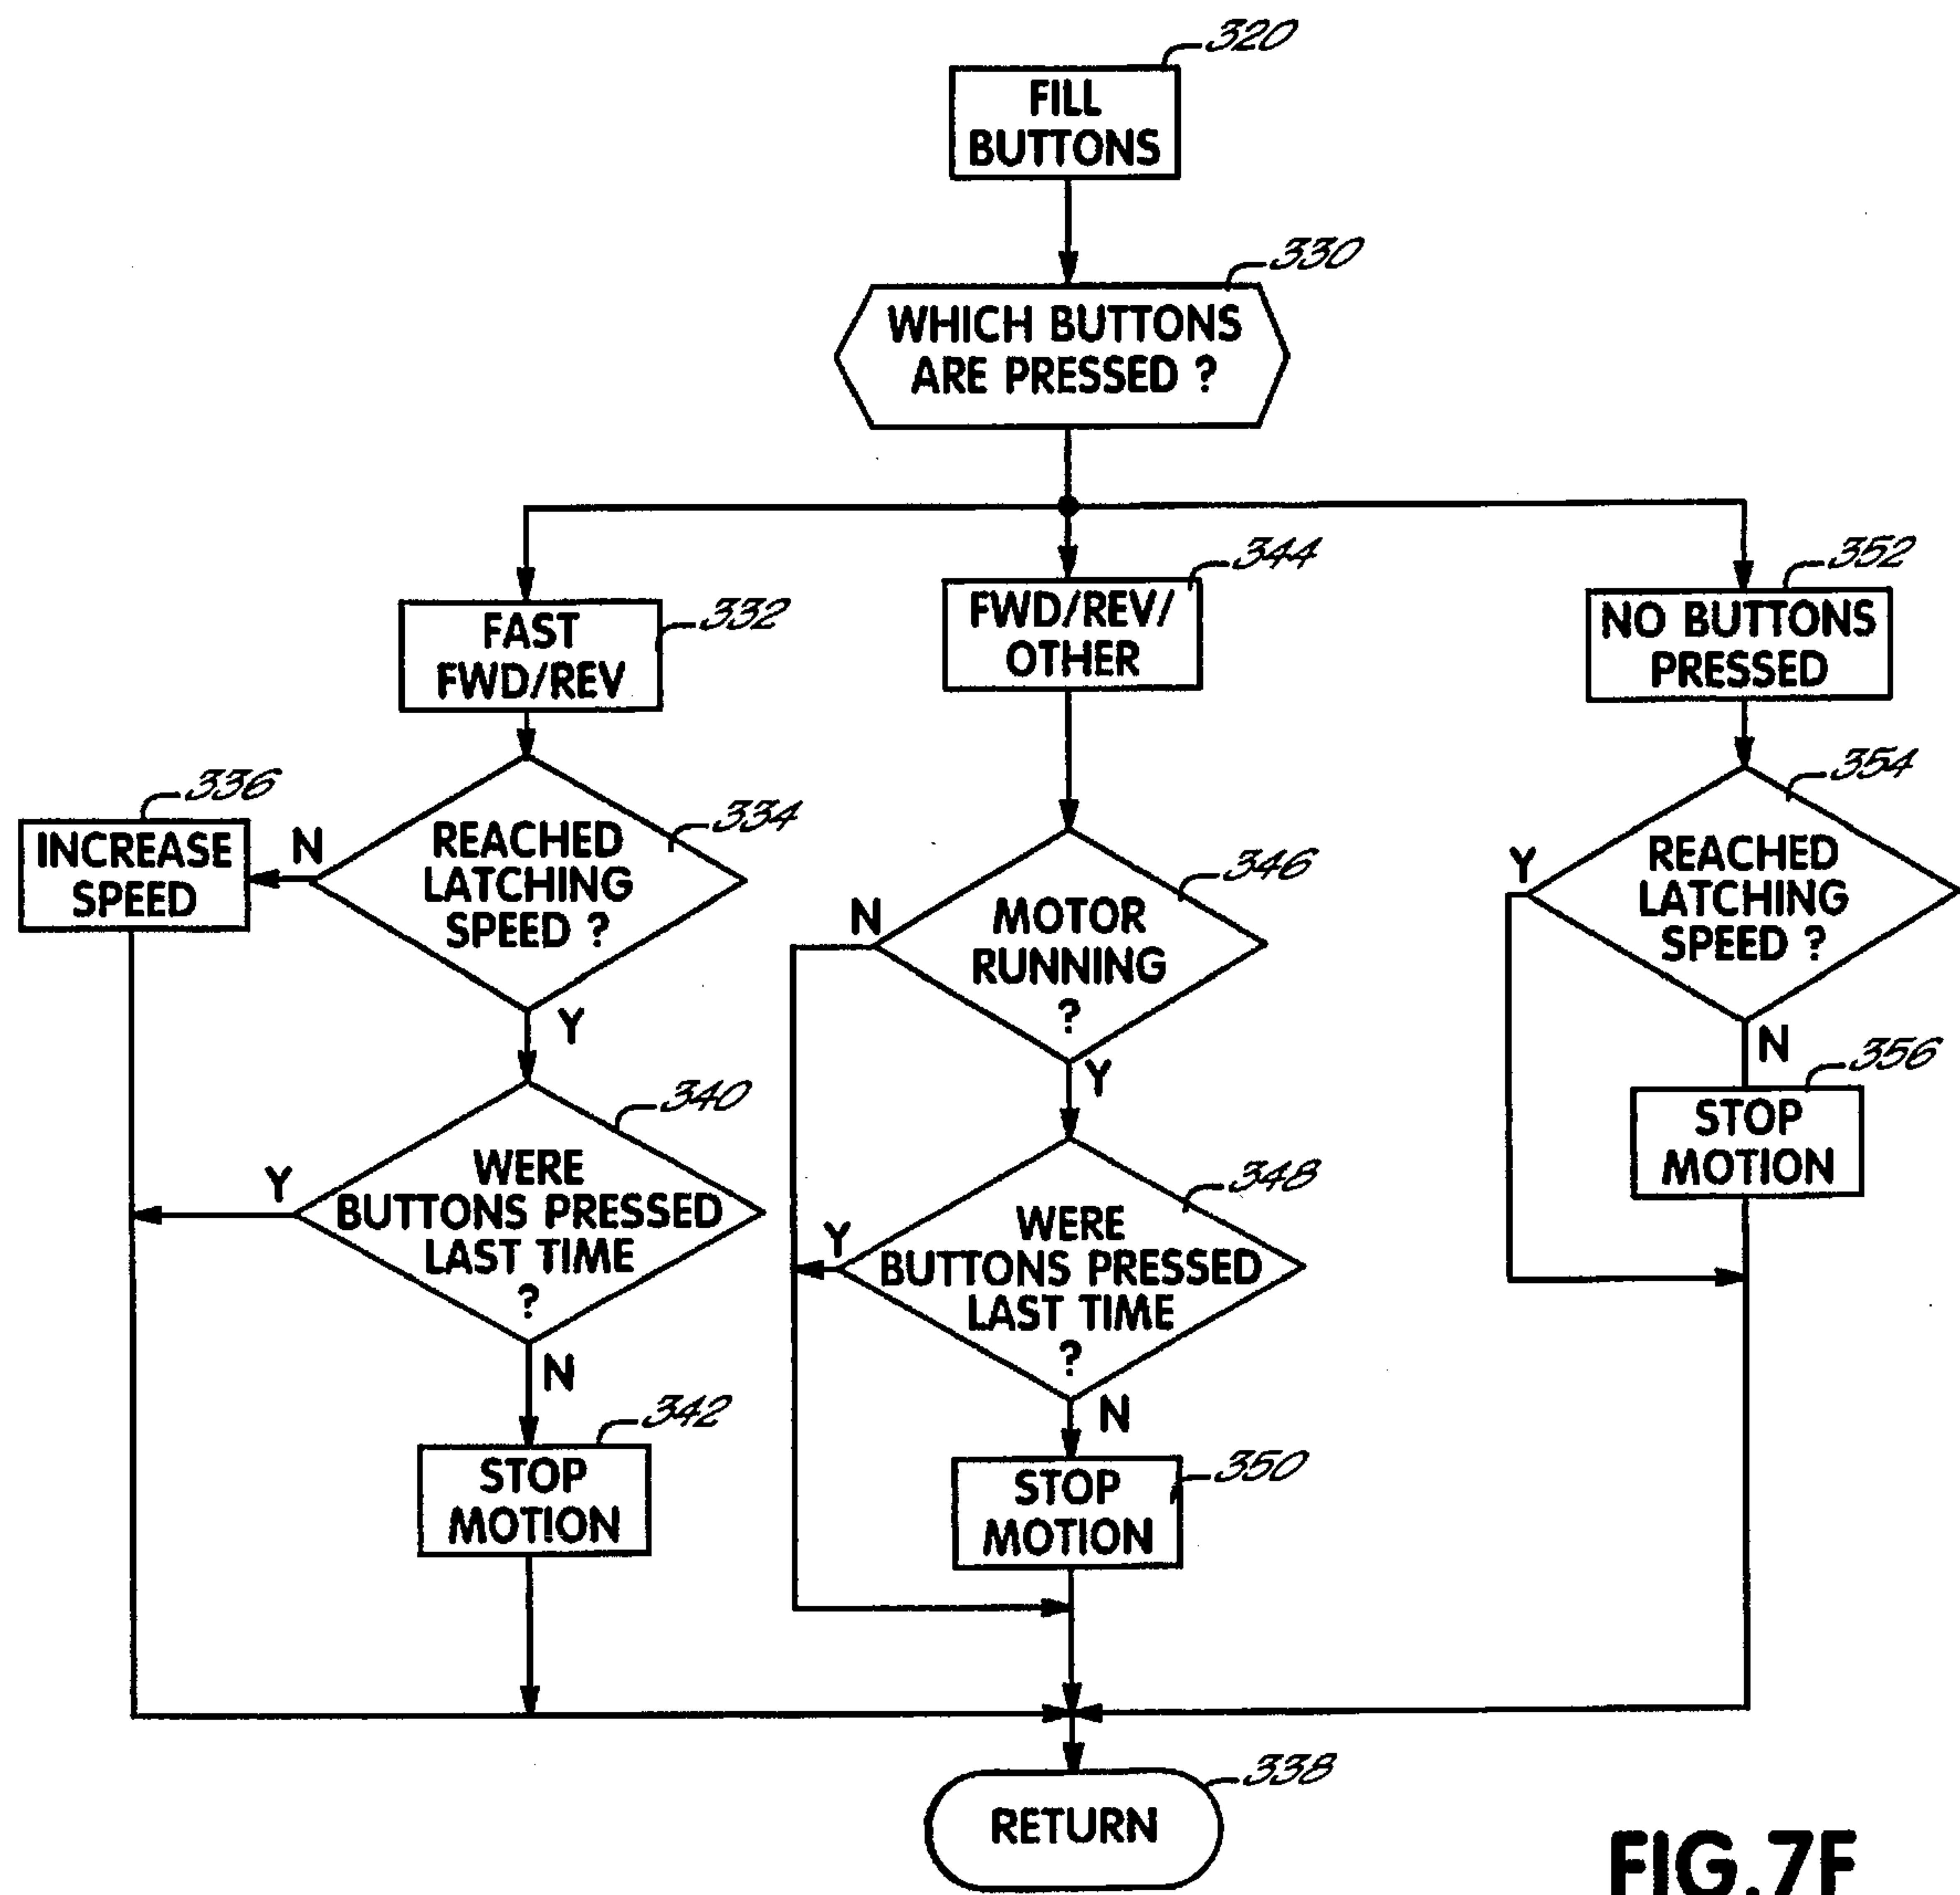 320
FILL
BUTTONS
330
WHICH BUTTONS
ARE PRESSED ?
332
FAST
FWD/REV
344
FWD/REV/
OTHER
352
NO BUTTONS
PRESSED
336
INCREASE
SPEED
N
334
REACHED
LATCHING
SPEED ?
Y
346
N
MOTOR
RUNNING
?
Y
354
Y
REACHED
LATCHING
SPEED ?
N
356
STOP
MOTION
340
Y
WERE
BUTTONS PRESSED
LAST TIME
?
N
348
Y
WERE
BUTTONS PRESSED
LAST TIME
?
N
342
STOP
MOTION
350
STOP
MOTION
338
RETURN
FIG.7F